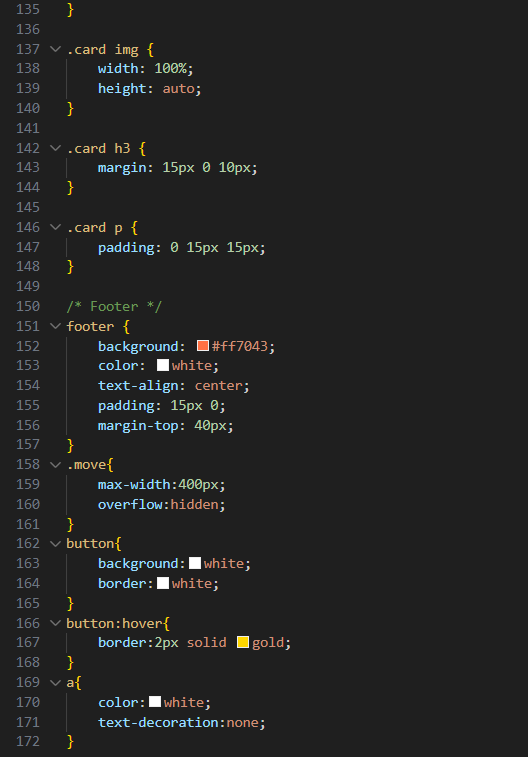 135 }
136
137 .card img {
138     width: 100%;
139     height: auto;
140 }
141
142 .card h3 {
143     margin: 15px 0 10px;
144 }
145
146 .card p {
147     padding: 0 15px 15px;
148 }
149
150 /* Footer */
151 footer {
152     background: #ff7043;
153     color: white;
154     text-align: center;
155     padding: 15px 0;
156     margin-top: 40px;
157 }
158 .move{
159     max-width:400px;
160     overflow:hidden;
161 }
162 button{
163     background:white;
164     border:white;
165 }
166 button:hover{
167     border:2px solid gold;
168 }
169 a{
170     color:white;
171     text-decoration:none;
172 }